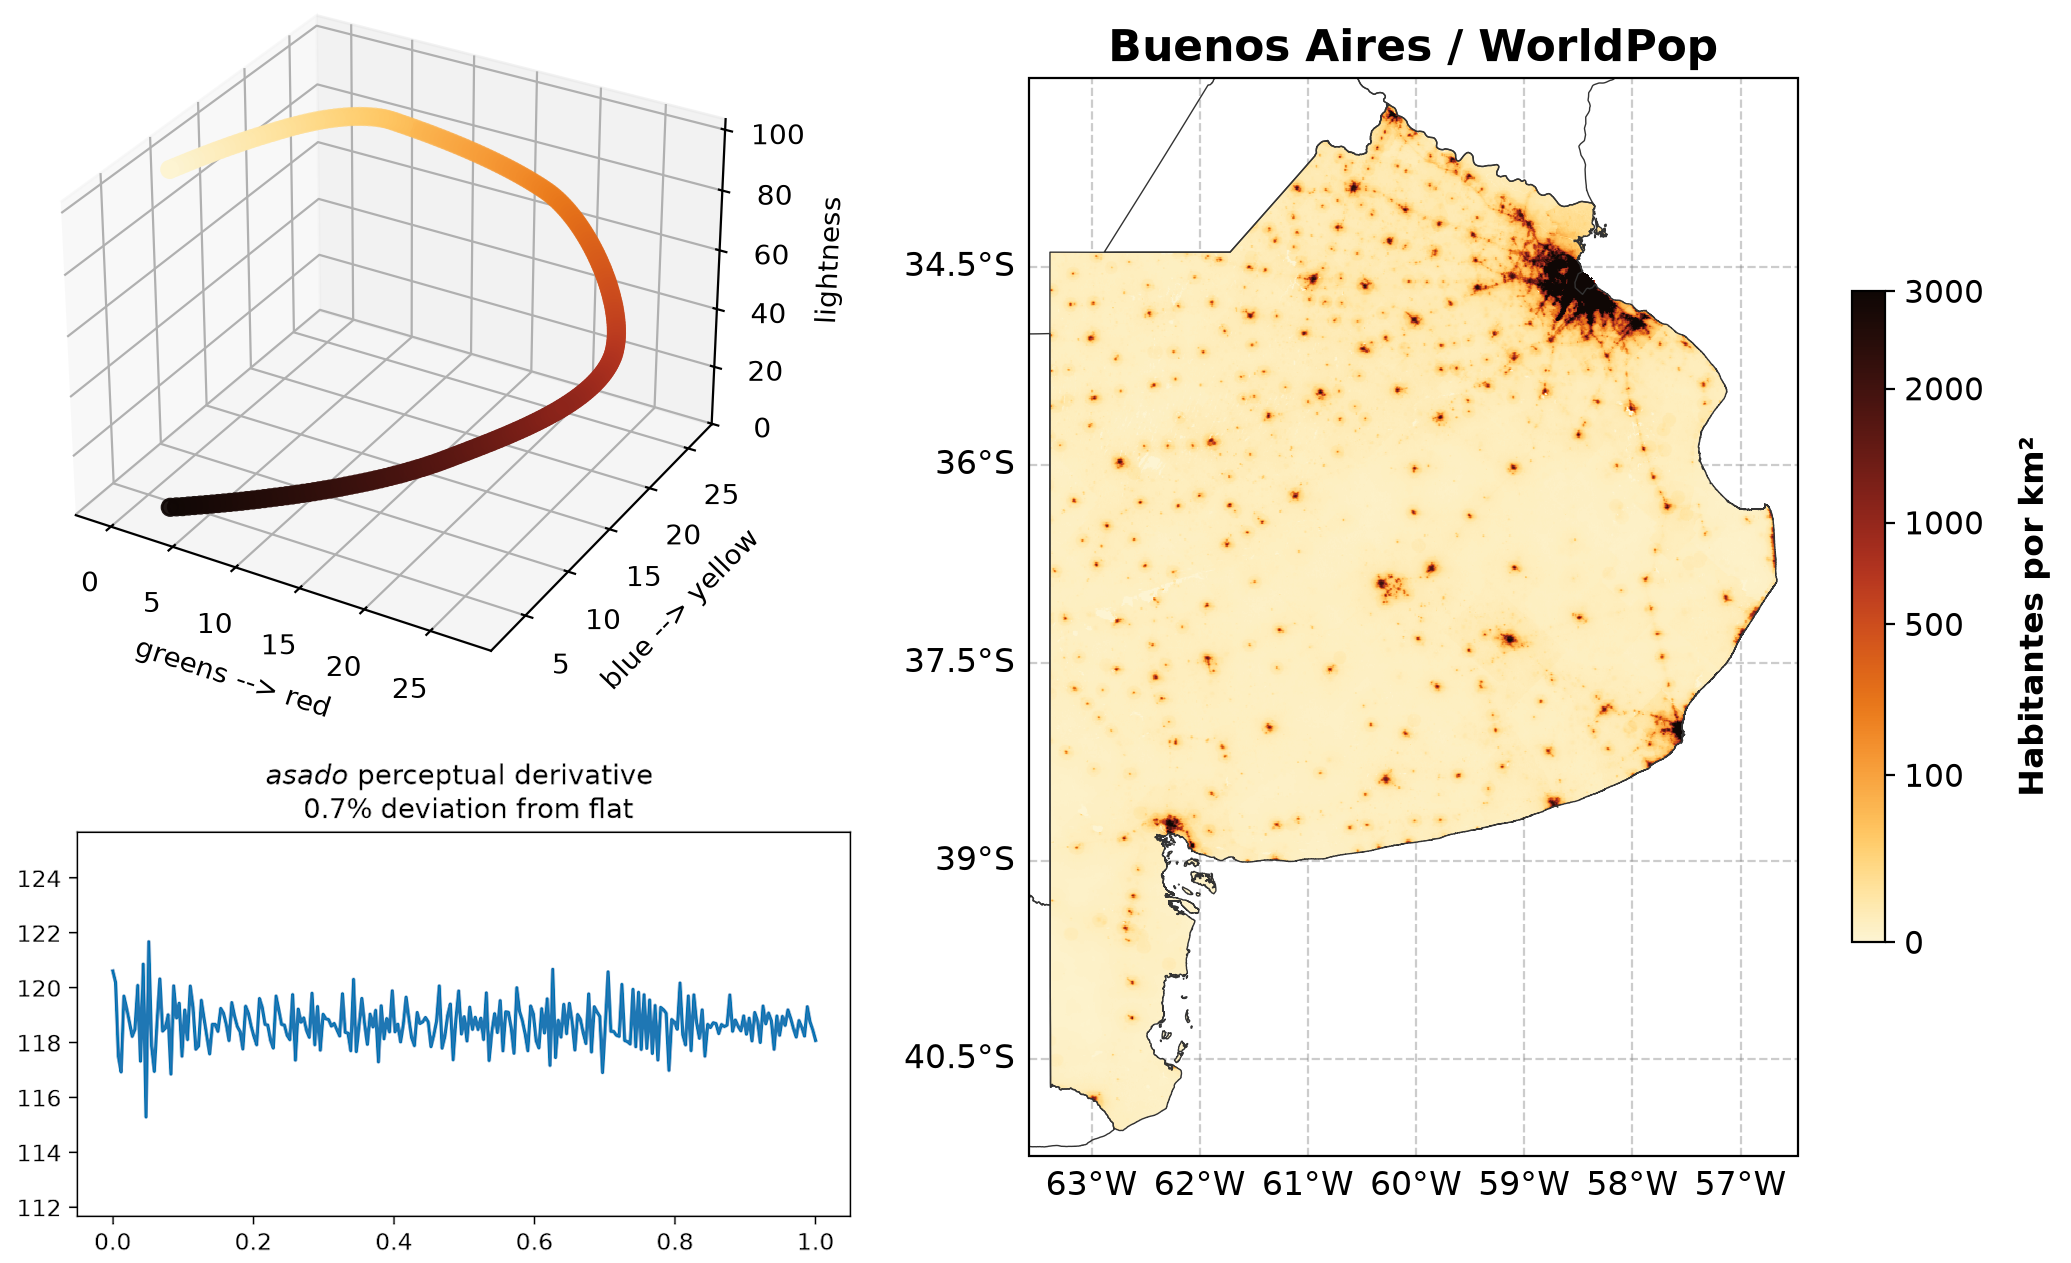 100
80
60
40
20
0
lightness
25
20
15
10
5
blue --> yellow
0
5
10
15
20
25
greens --> red
asado perceptual derivative
0.7% deviation from flat
124
122
120
118
116
114
112
0.0 0.2 0.4 0.6 0.8 1.0
Buenos Aires / WorldPop
34.5°S
36°S
37.5°S
39°S
40.5°S
63°W 62°W 61°W 60°W 59°W 58°W 57°W
3000
2000
1000
500
100
0
Habitantes por km²